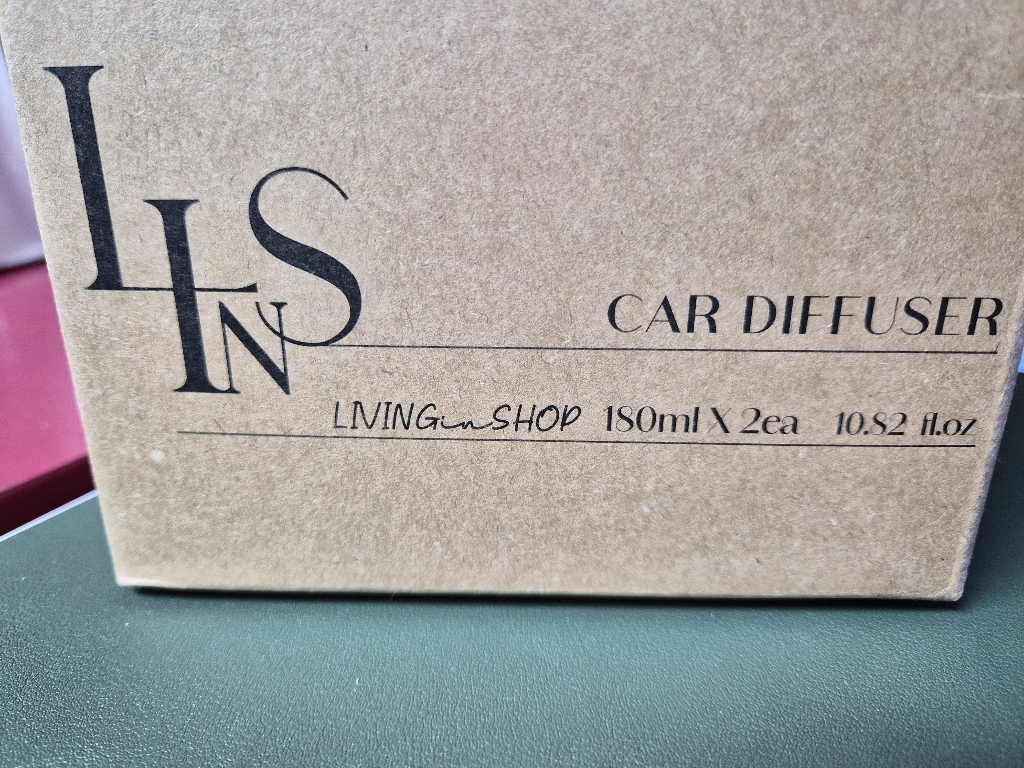 LINS
CAR DIFFUSER
LIVINGinSHOP 180ml X 2ea 10.82 fl.oz